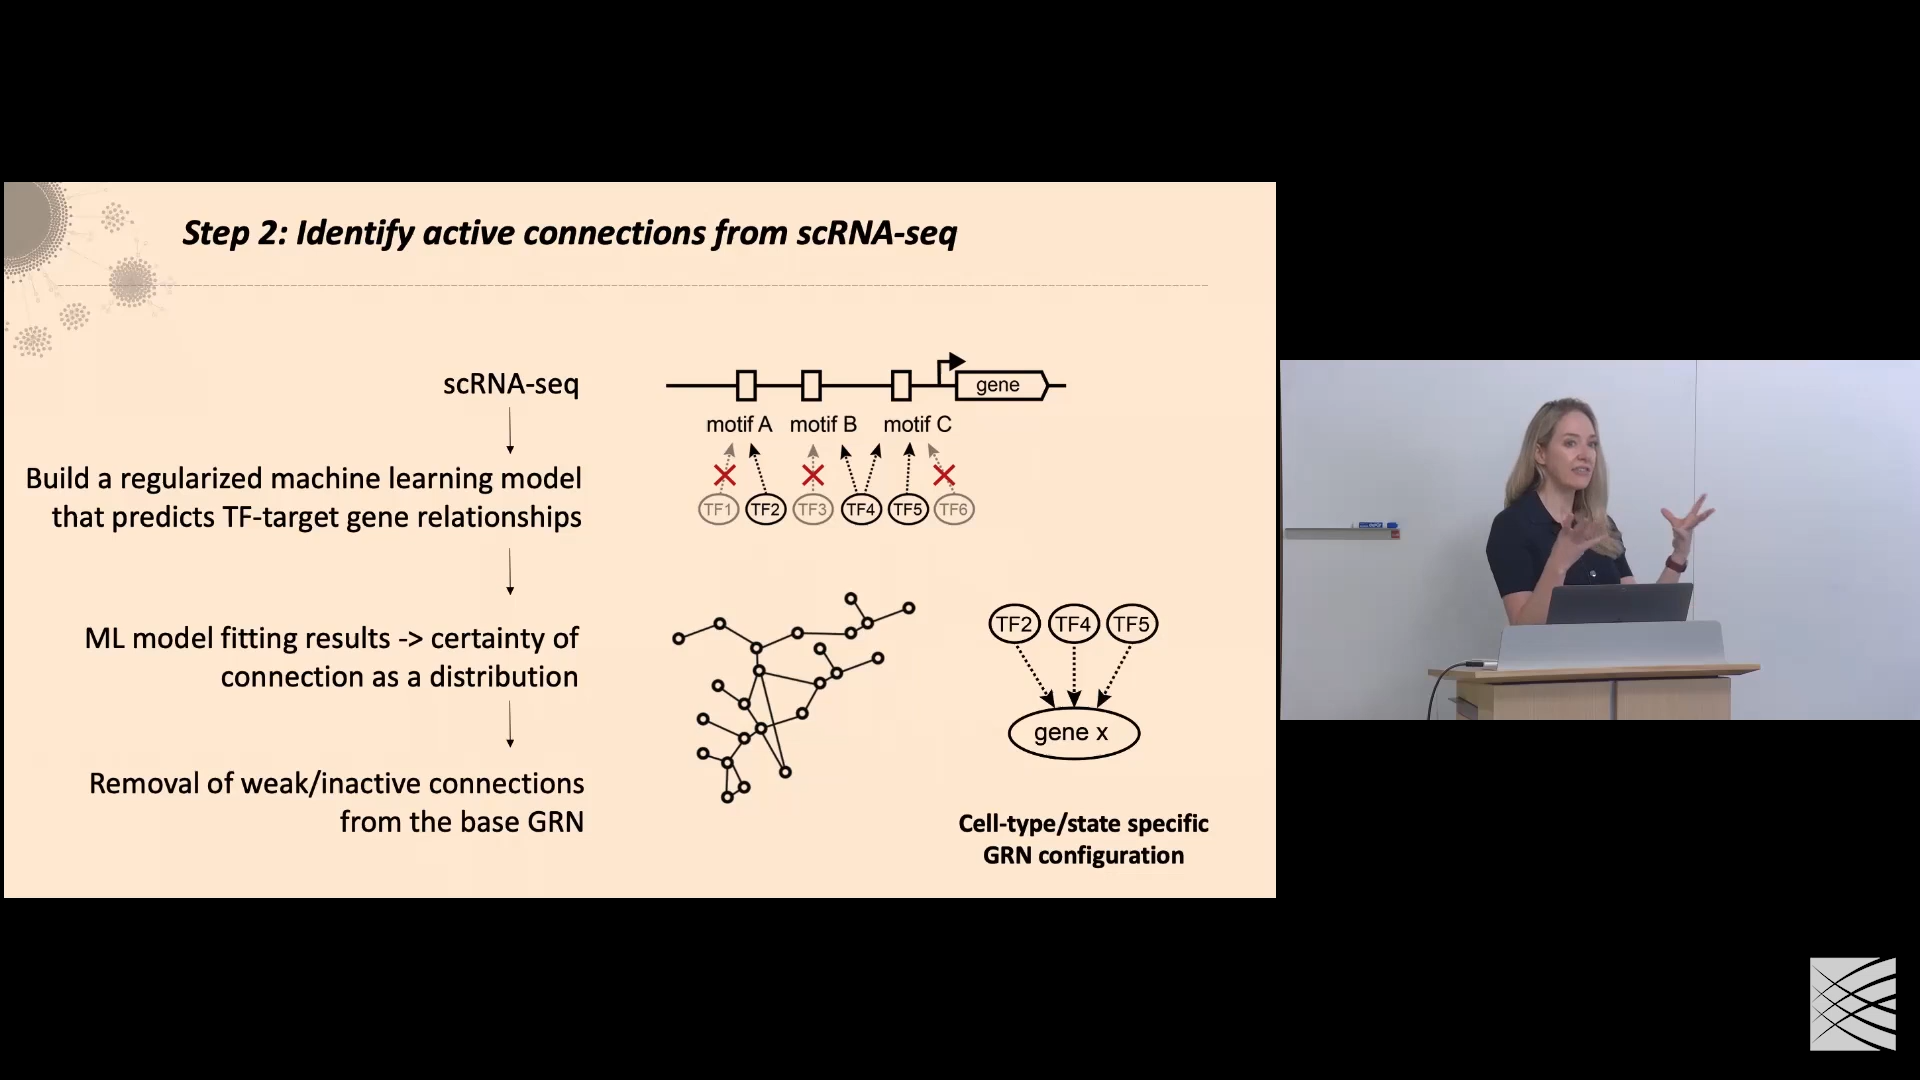 Step 2: Identify active connections from scRNA-seq
scRNA-seq
Build a regularized machine learning model
that predicts TF-target gene relationships
ML model fitting results -> certainty of
connection as a distribution
Removal of weak/inactive connections
from the base GRN
gene
motif A motif B motif C
TF1 TF2 TF3 TF4 TF5 TF6
TF2 TF4 TF5
gene x
Cell-type/state specific
GRN configuration